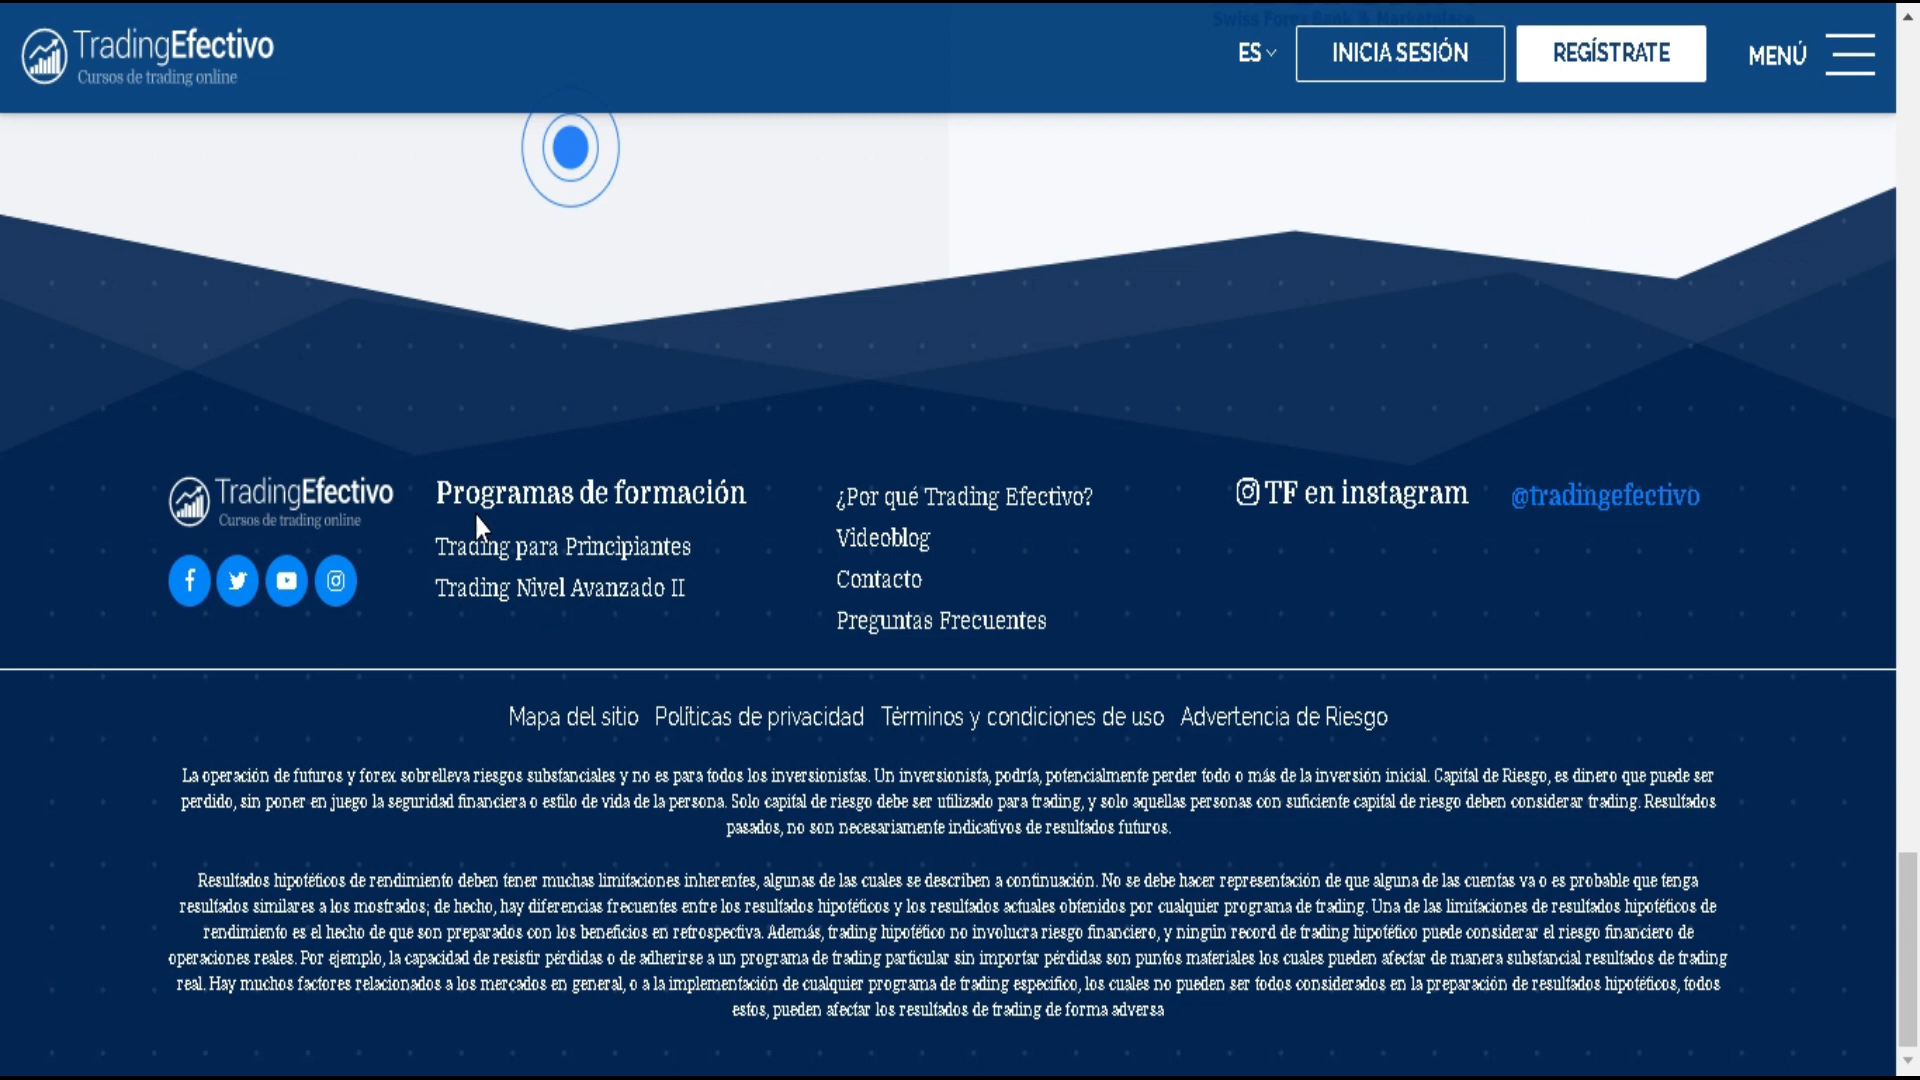 Swiss Forex Bank & Marketplace
TradingEfectivo
Cursos de trading online
ES
INICIA SESIÓN
REGÍSTRATE
MENÚ
TradingEfectivo
Cursos de trading online
Programas de formación
Trading para Principiantes
Trading Nivel Avanzado II
¿Por qué Trading Efectivo?
Videoblog
Contacto
Preguntas Frecuentes
TF en instagram
@tradingefectivo
Mapa del sitio Políticas de privacidad Términos y condiciones de uso Advertencia de Riesgo
La operación de futuros y forex sobrelleva riesgos substanciales y no es para todos los inversionistas. Un inversionista, podría, potencialmente perder todo o más de la inversión inicial. Capital de Riesgo, es dinero que puede ser
perdido, sin poner en juego la seguridad financiera o estilo de vida de la persona. Solo capital de riesgo debe ser utilizado para trading, y solo aquellas personas con suficiente capital de riesgo deben considerar trading. Resultados
pasados, no son necesariamente indicativos de resultados futuros.
Resultados hipotéticos de rendimiento deben tener muchas limitaciones inherentes, algunas de las cuales se describen a continuación. No se debe hacer representación de que alguna de las cuentas va o es probable que tenga
resultados similares a los mostrados; de hecho, hay diferencias frecuentes entre los resultados hipotéticos y los resultados actuales obtenidos por cualquier programa de trading. Una de las limitaciones de resultados hipotéticos de
rendimiento es el hecho de que son preparados con los beneficios en retrospectiva. Además, trading hipotético no involucra riesgo financiero, y ningún record de trading hipotético puede considerar el riesgo financiero de
operaciones reales. Por ejemplo, la capacidad de resistir pérdidas o de adherirse a un programa de trading particular sin importar pérdidas son puntos materiales los cuales pueden afectar de manera substancial resultados de trading
real. Hay muchos factores relacionados a los mercados en general, o a la implementación de cualquier programa de trading específico, los cuales no pueden ser todos considerados en la preparación de resultados hipotéticos, todos
estos, pueden afectar los resultados de trading de forma adversa